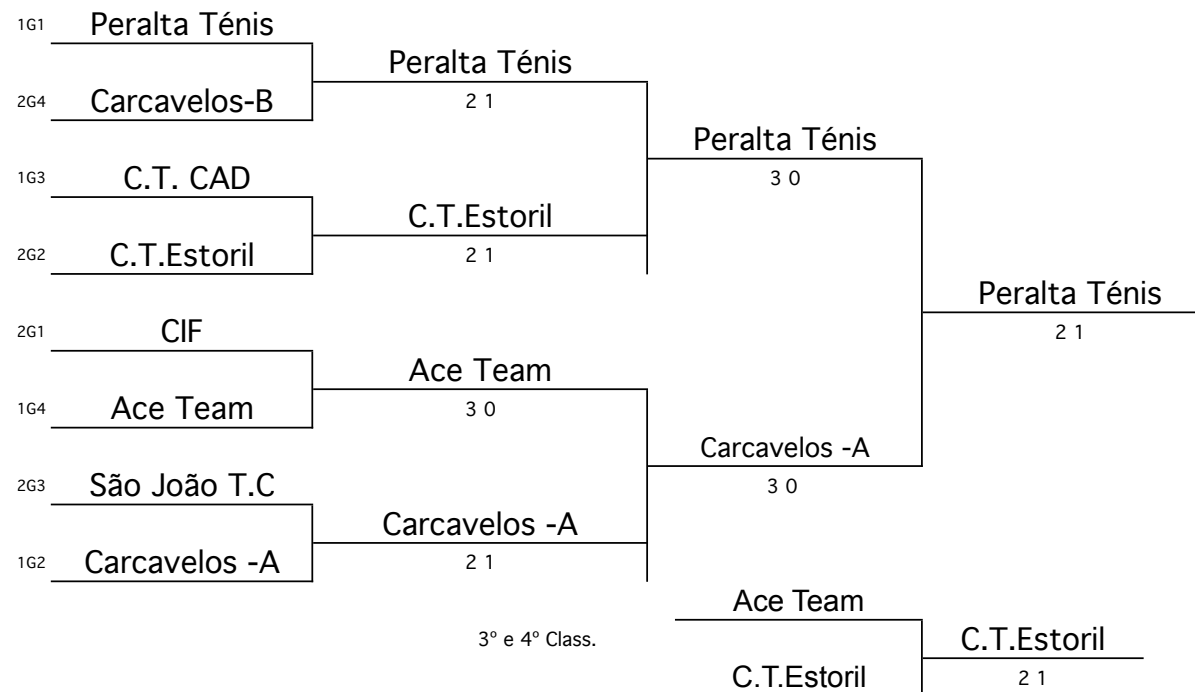 1G1 Peralta Ténis
Peralta Ténis
2G4 Carcavelos-B
2 1
Peralta Ténis
1G3 C.T. CAD
3 0
C.T.Estoril
2G2 C.T.Estoril
2 1
Peralta Ténis
2G1 CIF
2 1
Ace Team
1G4 Ace Team
3 0
Carcavelos -A
2G3 São João T.C
3 0
Carcavelos -A
1G2 Carcavelos -A
2 1
Ace Team
3º e 4º Class.
C.T.Estoril
C.T.Estoril
2 1